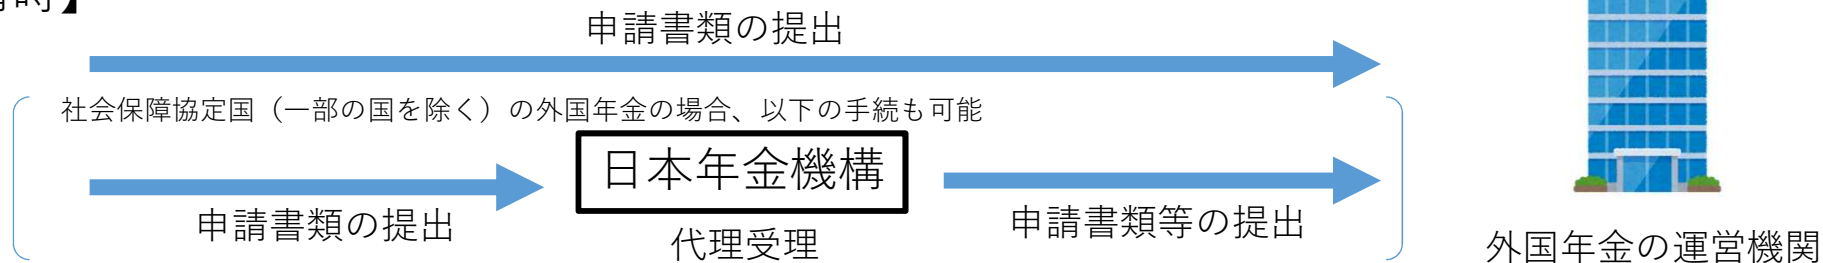 時】
申請書類の提出
社会保障協定国（一部の国を除く）の外国年金の場合、以下の手続も可能
日本年金機構
申請書類の提出
代理受理
申請書類等の提出
外国年金の運営機関